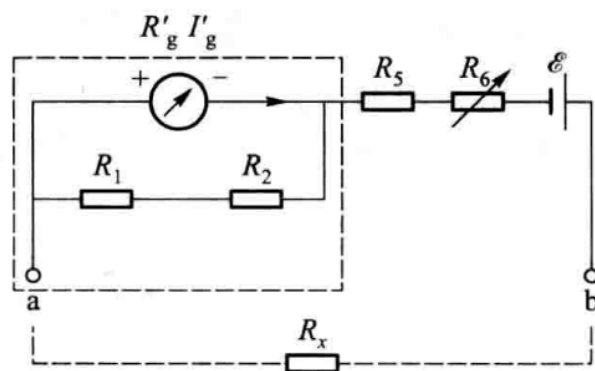 R′g I′g
+ −
R5 R6 ℰ
R1 R2
a b
Rx